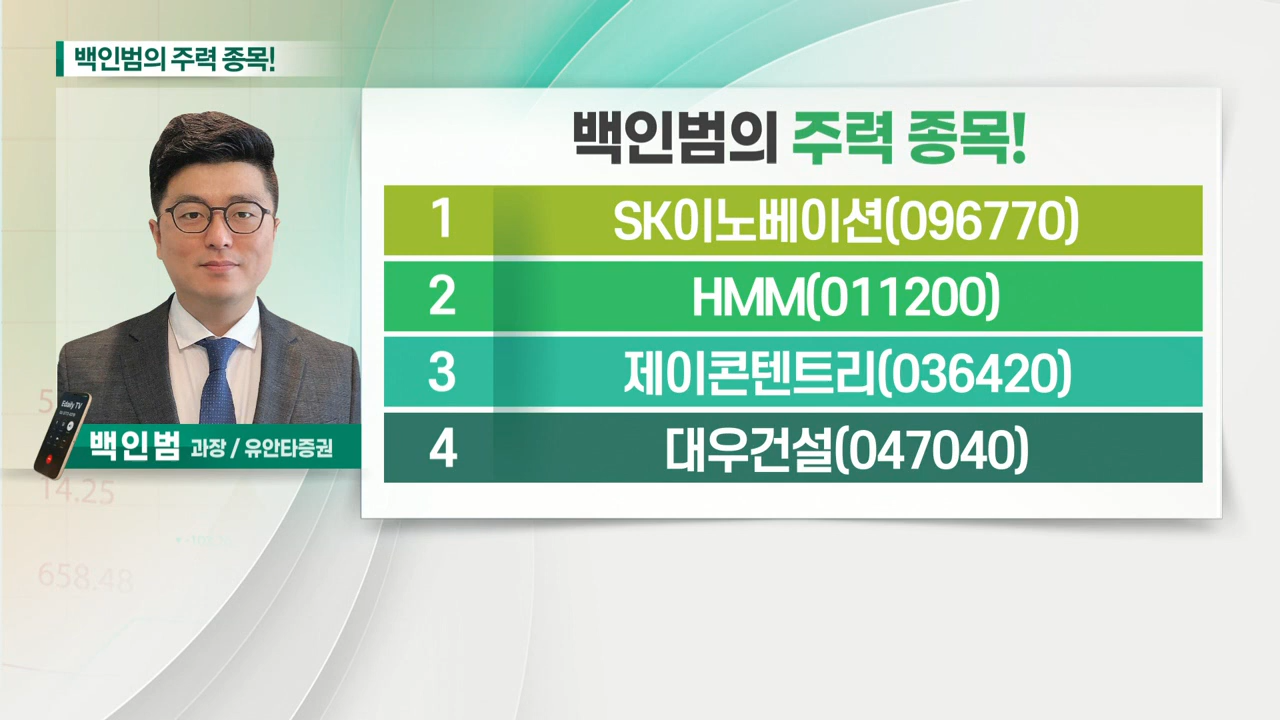 백인범의 주력 종목!
백인범의 주력 종목!
1 SK이노베이션(096770)
2 HMM(011200)
3 제이콘텐트리(036420)
4 대우건설(047040)
Edaily TV
백인범 과장 / 유안타증권
14.25
658.48